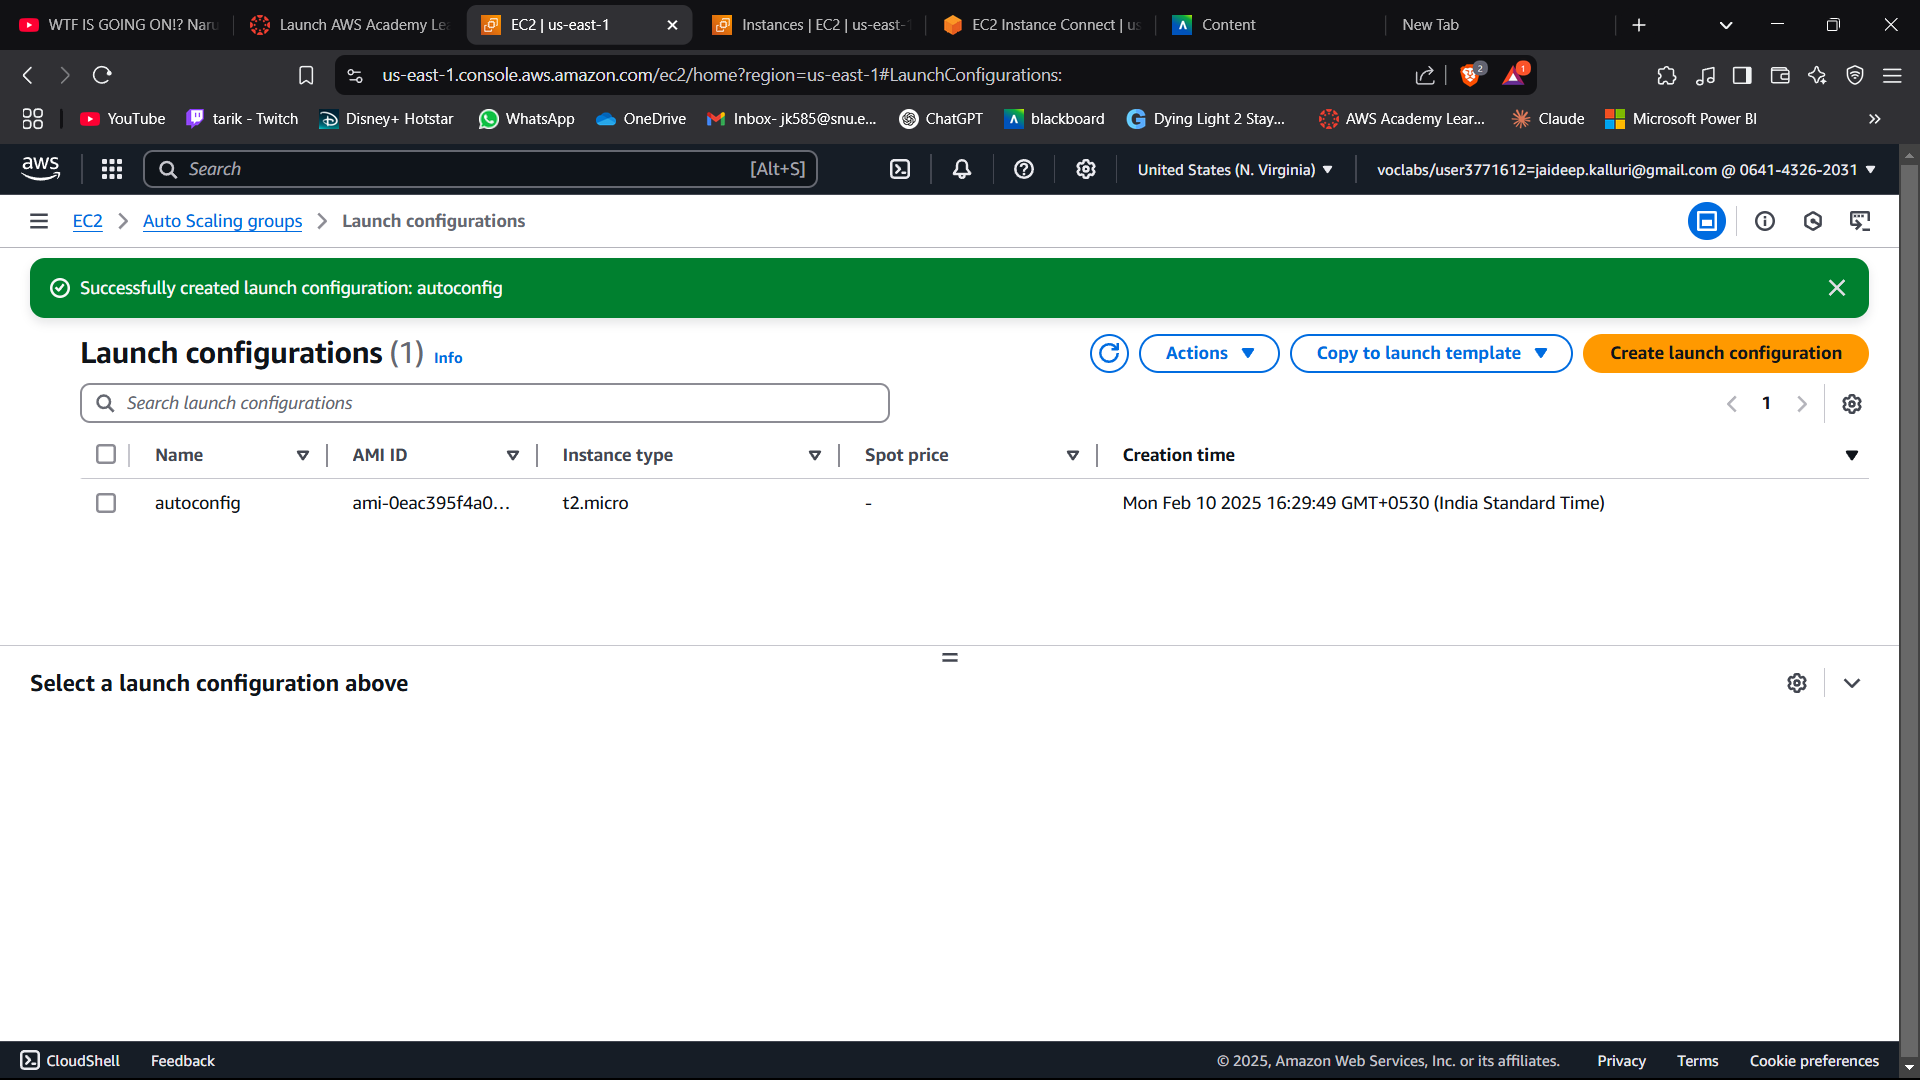 WTF IS GOING ON!? Naru
Launch AWS Academy Le
EC2 | us-east-1
Instances | EC2 | us-east-1
EC2 Instance Connect | us
Content
New Tab
us-east-1.console.aws.amazon.com/ec2/home?region=us-east-1#LaunchConfigurations:
2
1
YouTube
tarik - Twitch
Disney+ Hotstar
WhatsApp
OneDrive
Inbox- jk585@snu.e...
ChatGPT
blackboard
Dying Light 2 Stay...
AWS Academy Lear...
Claude
Microsoft Power BI
aws
Search
[Alt+S]
United States (N. Virginia)
voclabs/user3771612=jaideep.kalluri@gmail.com @ 0641-4326-2031
EC2
Auto Scaling groups
Launch configurations
Successfully created launch configuration: autoconfig
Launch configurations (1) Info
Actions
Copy to launch template
Create launch configuration
Search launch configurations
1
Name
AMI ID
Instance type
Spot price
Creation time
autoconfig
ami-0eac395f4a0...
t2.micro
-
Mon Feb 10 2025 16:29:49 GMT+0530 (India Standard Time)
Select a launch configuration above
CloudShell
Feedback
© 2025, Amazon Web Services, Inc. or its affiliates.
Privacy
Terms
Cookie preferences